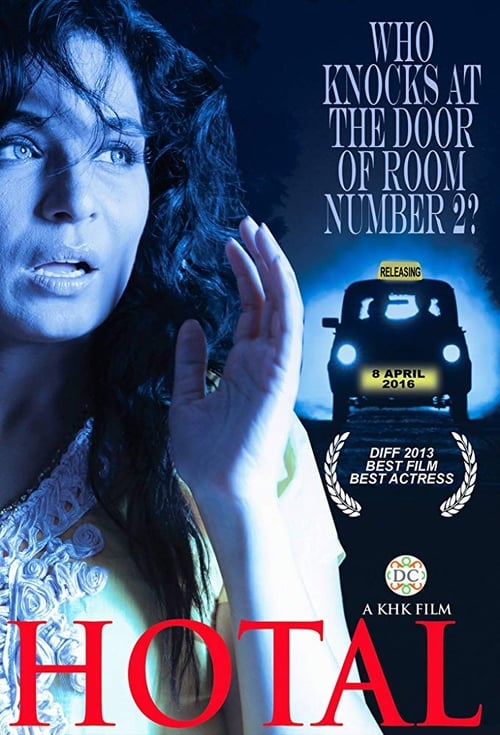 WHO
KNOCKS AT
THE DOOR
OF ROOM
NUMBER 2?
RELEASING
8 APRIL
2016
DIFF 2013
BEST FILM
BEST ACTRESS
DC
A KHK FILM
HOTAL